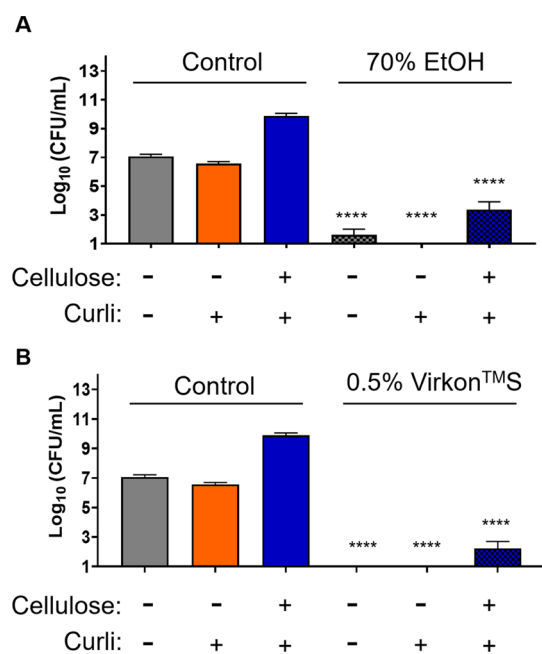 A
Control 70% EtOH
Log10 (CFU/mL)
13
11
9
7
5
3
1
**** **** ****
Cellulose: - - + - - +
Curli: - + + - + +
B
Control 0.5% Virkon™S
Log10 (CFU/mL)
13
11
9
7
5
3
1
**** **** ****
Cellulose: - - + - - +
Curli: - + + - + +